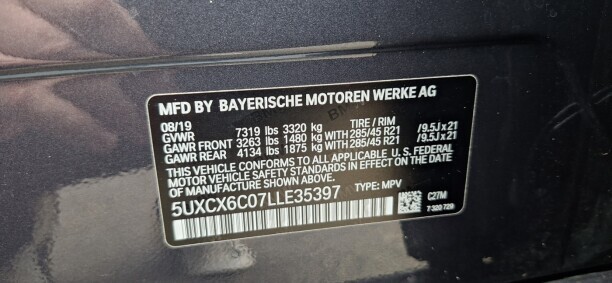 MFD BY BAYERISCHE MOTOREN WERKE AG
08/19
GVWR 7319 lbs 3320 kg TIRE / RIM
GAWR FRONT 3263 lbs 1480 kg WITH 285/45 R21 /9.5J x 21
GAWR REAR 4134 lbs 1875 kg WITH 285/45 R21 /9.5J x 21
THIS VEHICLE CONFORMS TO ALL APPLICABLE U. S. FEDERAL
MOTOR VEHICLE SAFETY STANDARDS IN EFFECT ON THE
DATE OF MANUFACTURE SHOWN ABOVE.
5UXCX6C07LLE35397 TYPE: MPV
C27M
7 320 729